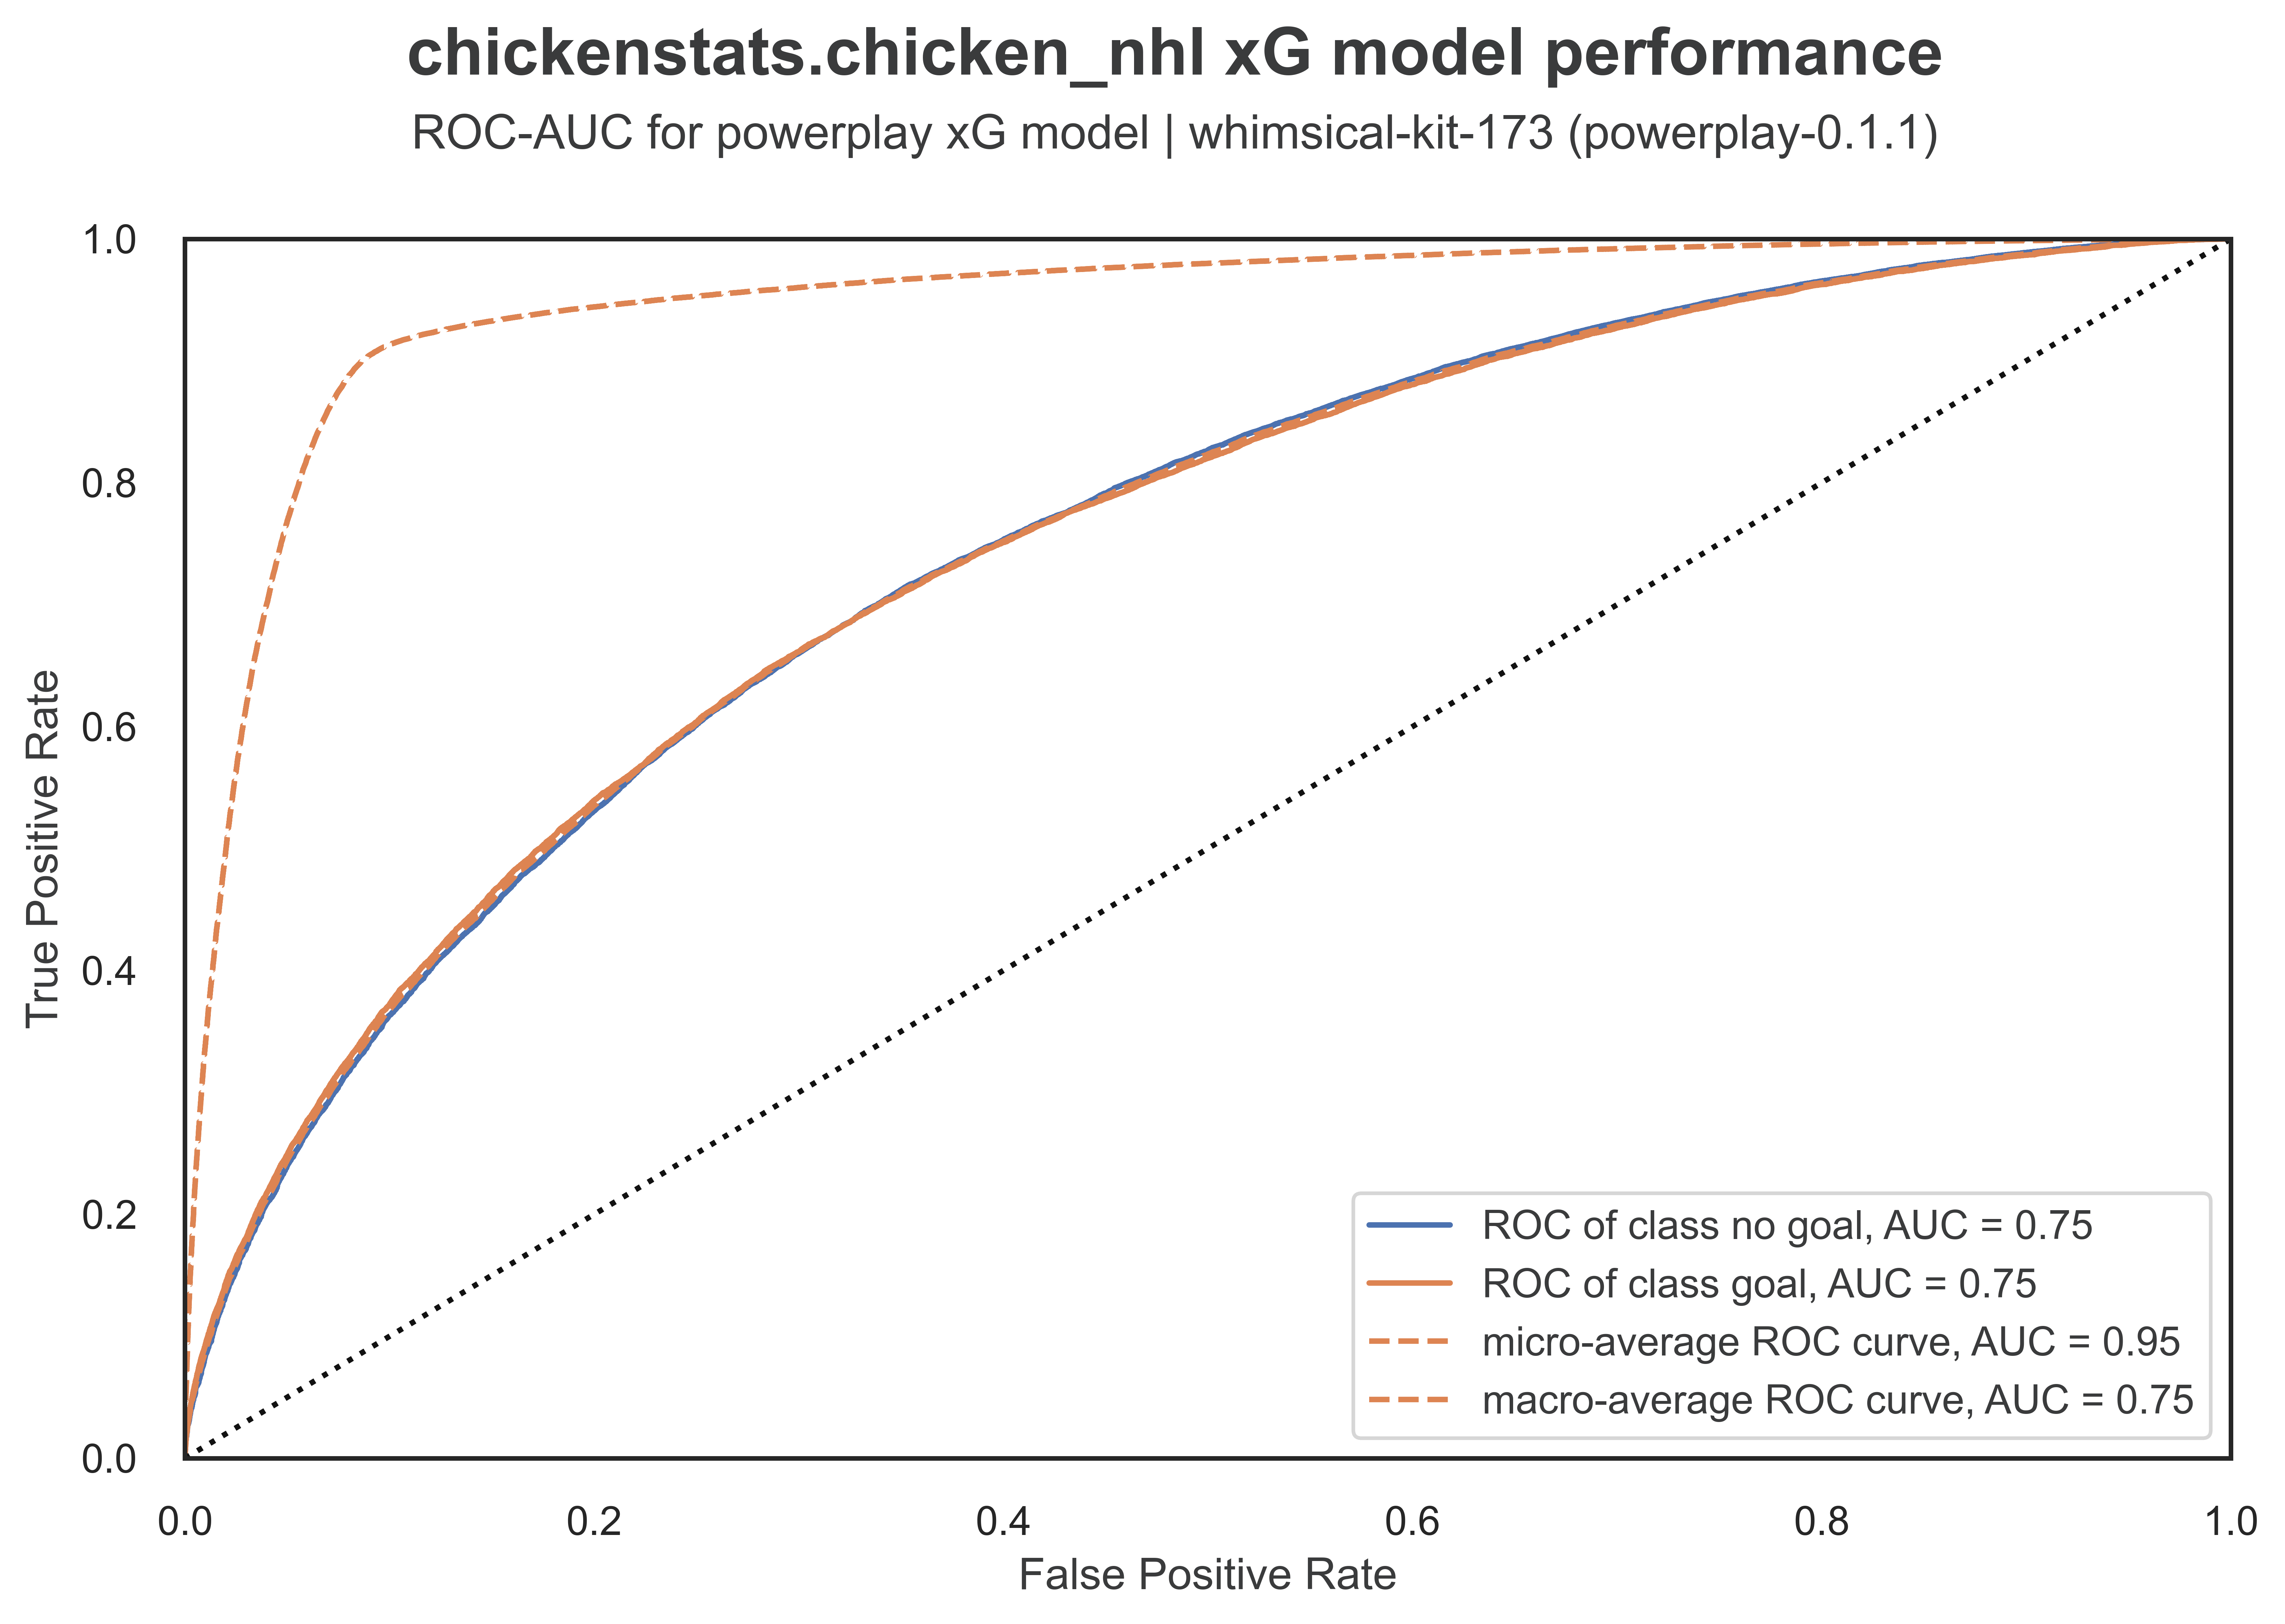 chickenstats.chicken_nhl xG model performance
ROC-AUC for powerplay xG model | whimsical-kit-173 (powerplay-0.1.1)
1.0
0.8
0.6
0.4
0.2
0.0
True Positive Rate
ROC of class no goal, AUC = 0.75
ROC of class goal, AUC = 0.75
micro-average ROC curve, AUC = 0.95
macro-average ROC curve, AUC = 0.75
0.0 0.2 0.4 0.6 0.8 1.0
False Positive Rate